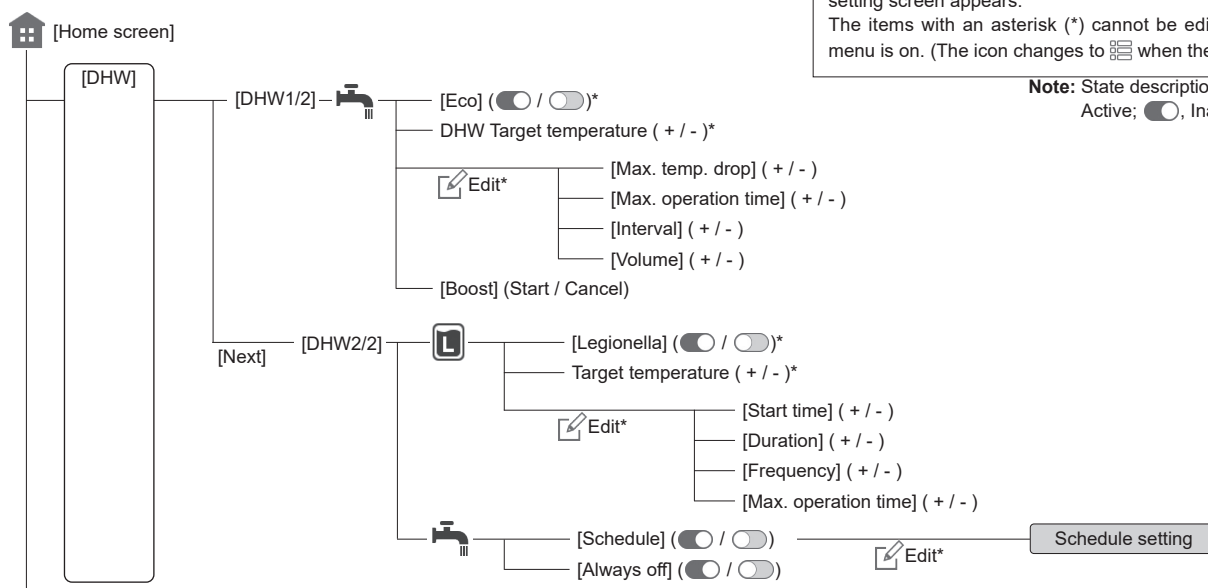 setting screen appears.
The items with an asterisk (*) cannot be edi
menu is on. (The icon changes to when the
Note: State descriptio
Active; , Ina
[Home screen]
[DHW]
[DHW1/2]
[Eco] ( / )*
DHW Target temperature ( + / - )*
Edit*
[Max. temp. drop] ( + / - )
[Max. operation time] ( + / - )
[Interval] ( + / - )
[Volume] ( + / - )
[Boost] (Start / Cancel)
[Next]
[DHW2/2]
L
[Legionella] ( / )*
Target temperature ( + / - )*
Edit*
[Start time] ( + / - )
[Duration] ( + / - )
[Frequency] ( + / - )
[Max. operation time] ( + / - )
[Schedule] ( / )
Edit*
Schedule setting
[Always off] ( / )